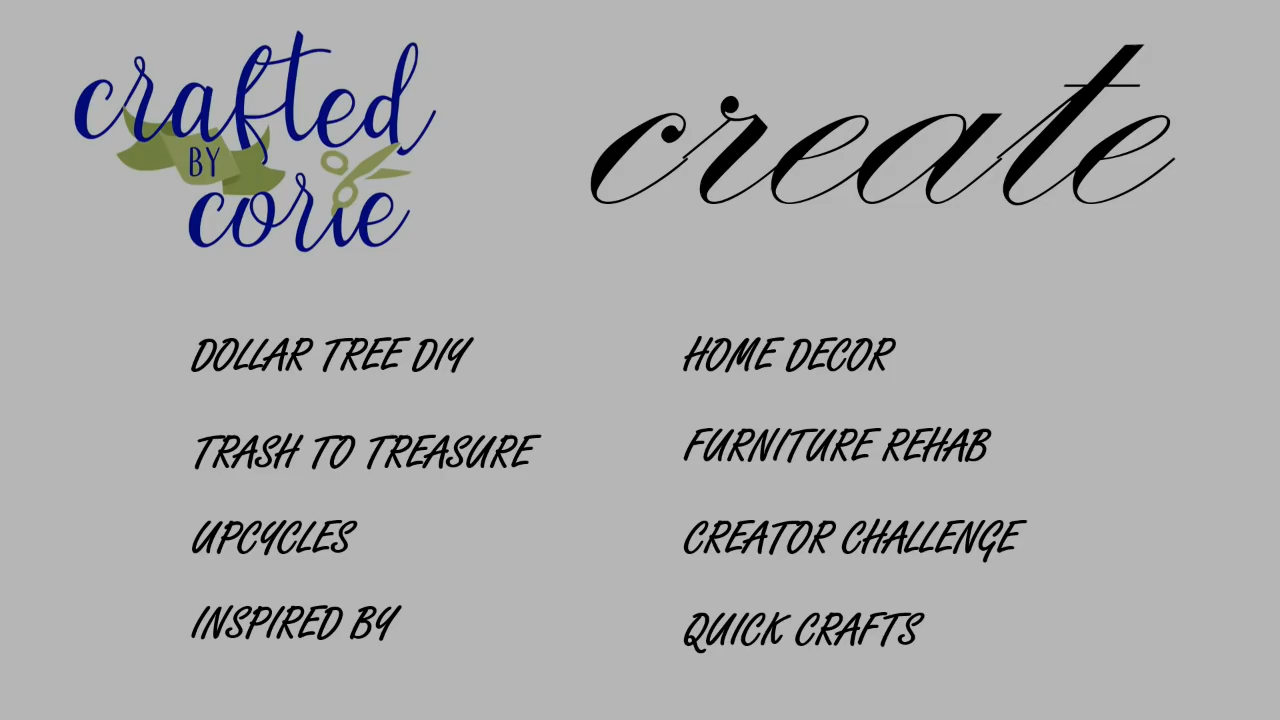 crafted
BY
corie
create
DOLLAR TREE DIY
TRASH TO TREASURE
UPCYCLES
INSPIRED BY
HOME DECOR
FURNITURE REHAB
CREATOR CHALLENGE
QUICK CRAFTS